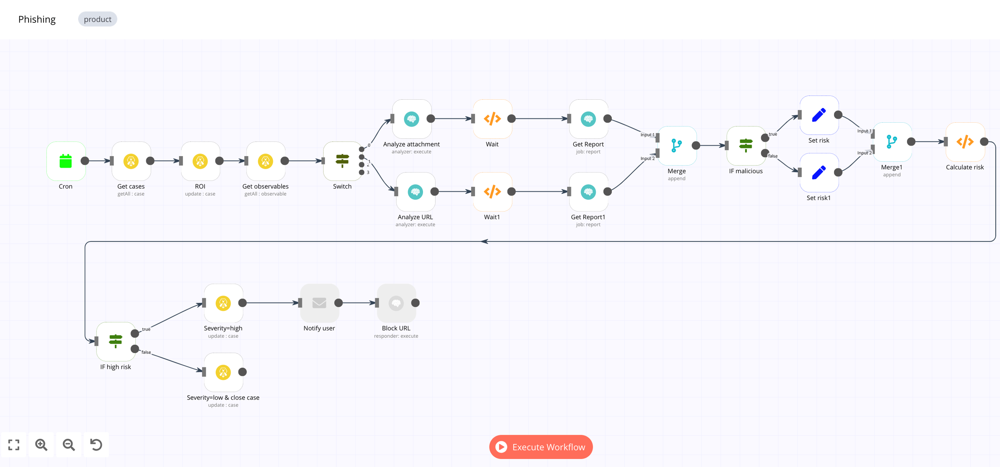 Phishing
product
Cron
Get cases
getAll : case
ROI
update : case
Get observables
getAll : observable
Switch
0
1
2
3
Analyze attachment
analyzer: execute
Wait
Get Report
job: report
Analyze URL
analyzer: execute
Wait1
Get Report1
job: report
Input 1
Input 2
Merge
append
IF malicious
true
false
Set risk
Set risk1
Input 1
Input 2
Merge1
append
Calculate risk
IF high risk
true
false
Severity=high
update : case
Notify user
Block URL
responder: execute
Severity=low & close case
update : case
Execute Workflow